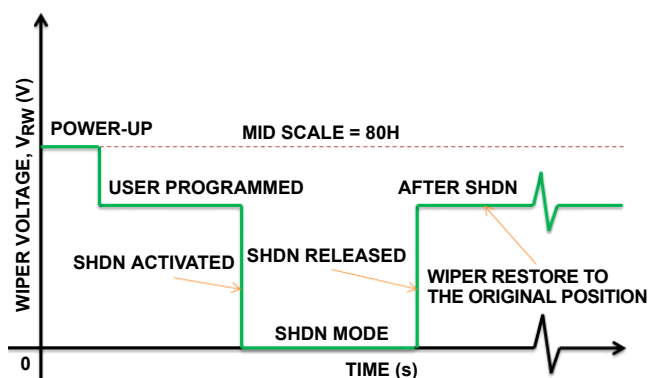 WIPER VOLTAGE, VRW (V)
POWER-UP
MID SCALE = 80H
USER PROGRAMMED
AFTER SHDN
SHDN ACTIVATED
SHDN RELEASED
WIPER RESTORE TO
THE ORIGINAL POSITION
SHDN MODE
0
TIME (s)